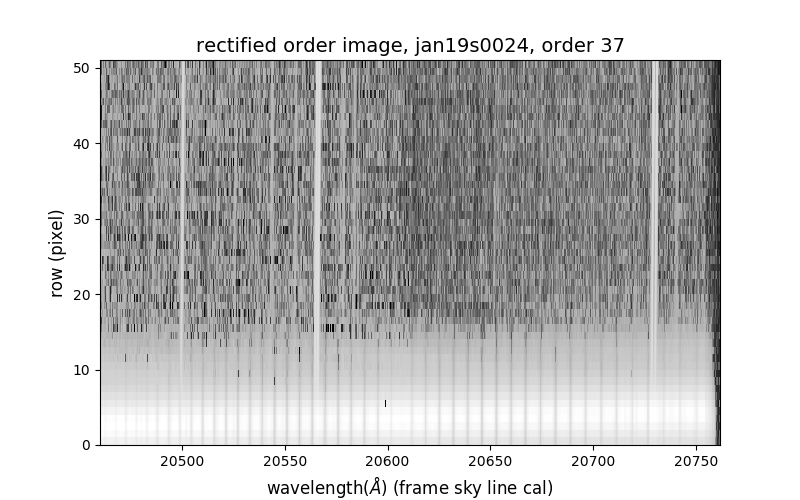 rectified order image, jan19s0024, order 37
50
40
30
20
10
0
row (pixel)
20500 20550 20600 20650 20700 20750
wavelength(Å) (frame sky line cal)